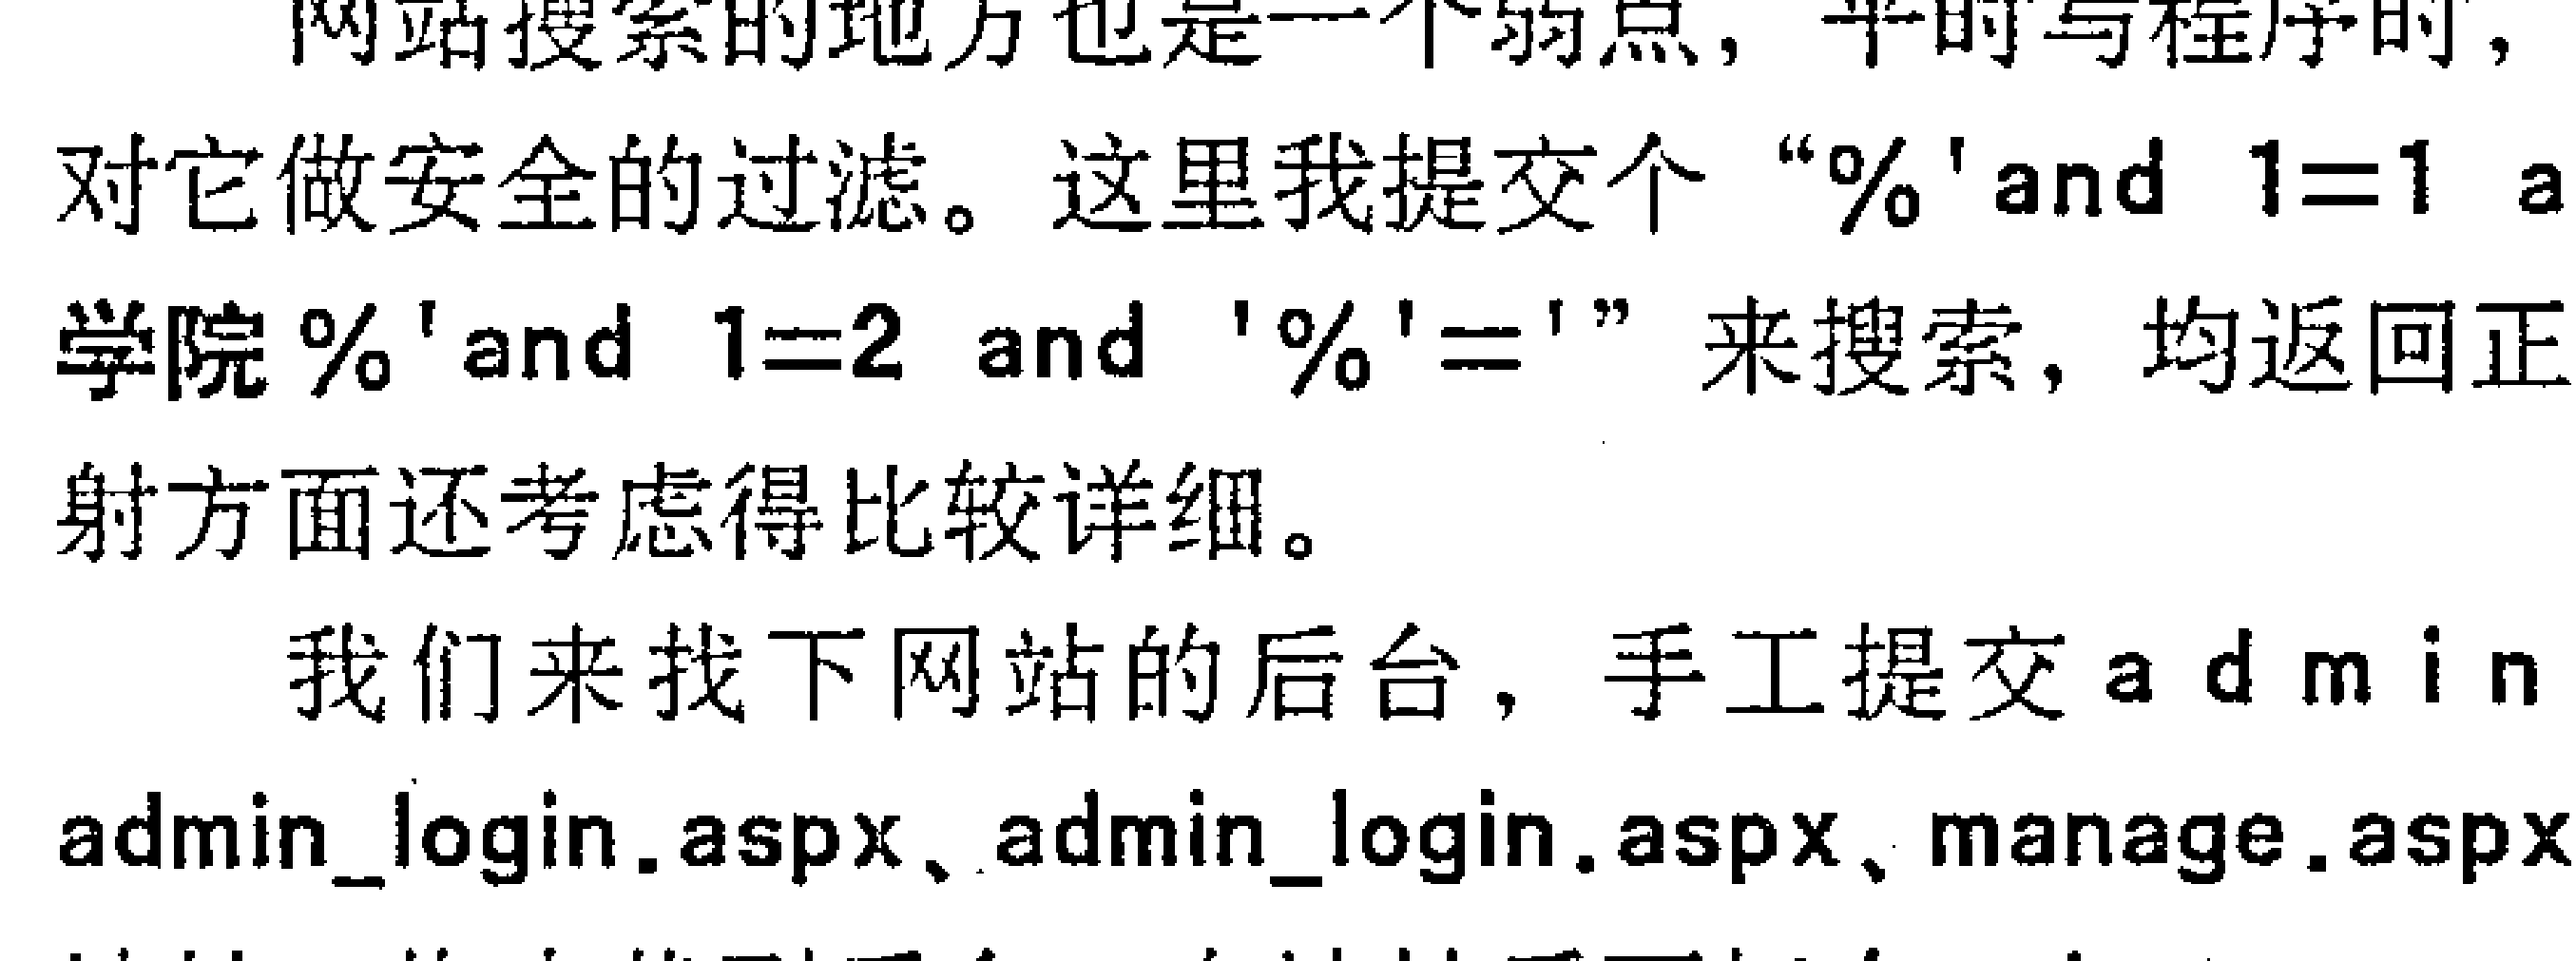 网站搜索的地方也是一个弱点，平时写程序时，
对它做安全的过滤。这里我提交个“%'and 1=1 a
学院%'and 1=2 and '%'='”来搜索，均返回正
射方面还考虑得比较详细。
我们来找下网站的后台，手工提交admin
admin_login.aspx、admin_login.aspx、manage.aspx